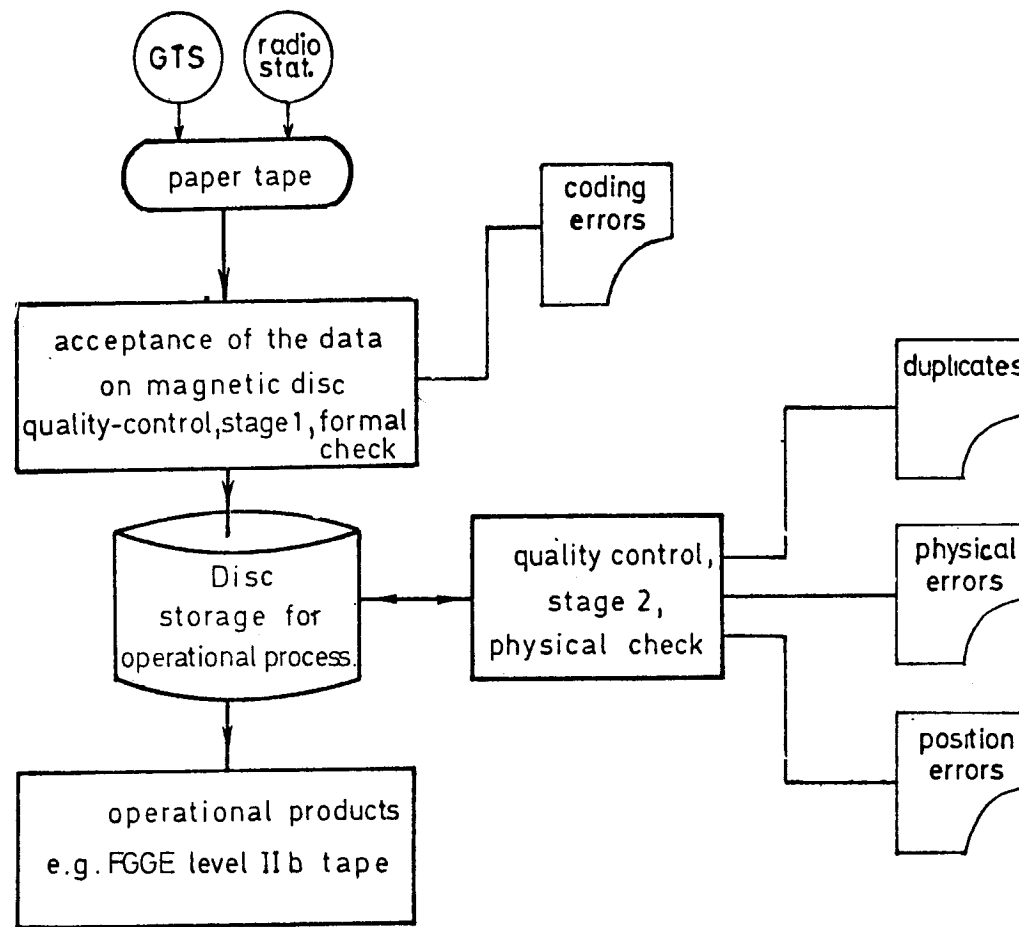 GTS
radio
stat.
paper tape
coding
errors
acceptance of the data
on magnetic disc
quality-control, stage 1, formal
check
duplicates
Disc
storage for
operational process.
quality control,
stage 2,
physical check
physical
errors
position
errors
operational products
e.g. FGGE level IIb tape